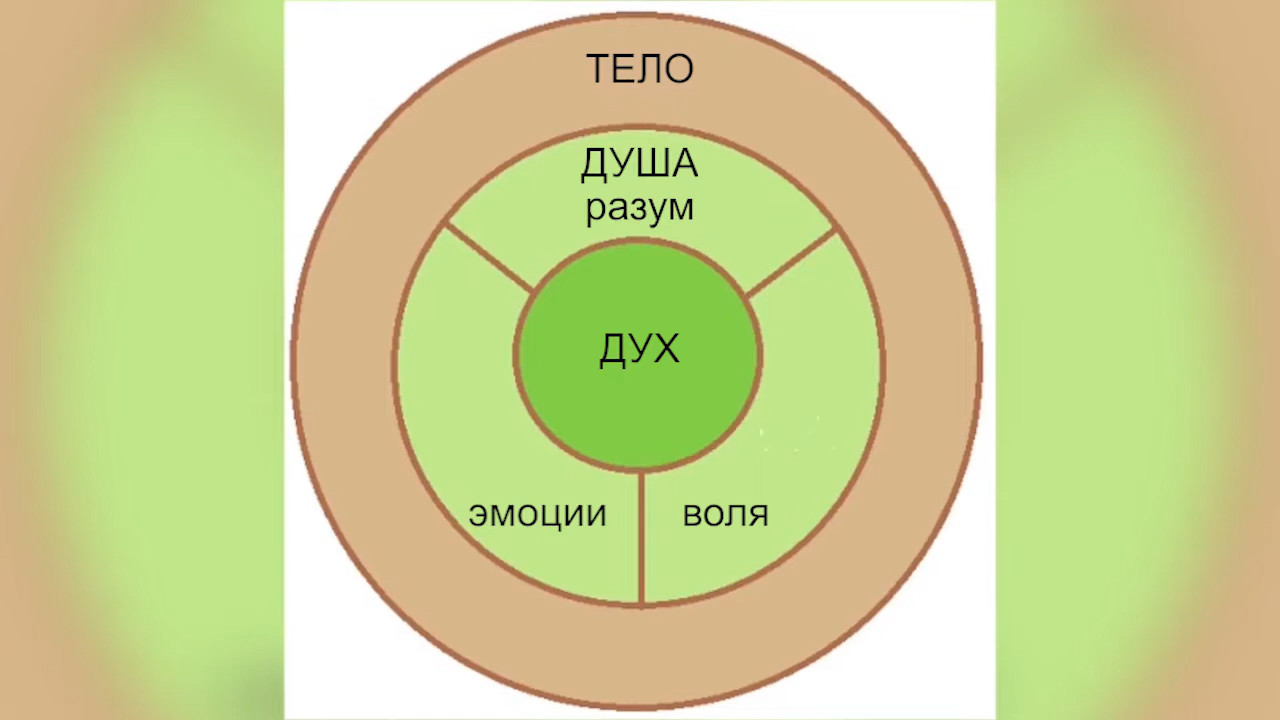 ТЕЛО
ДУША
разум
ДУХ
эмоции
воля